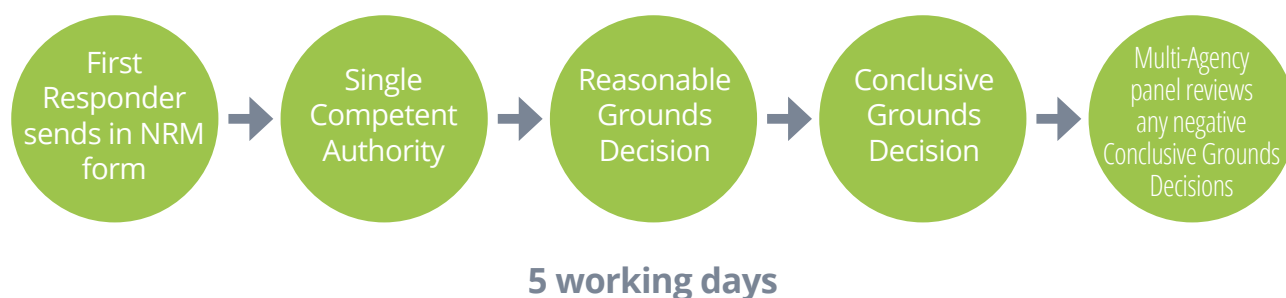 First
Responder
sends in NRM
form
Single
Competent
Authority
Reasonable
Grounds
Decision
Conclusive
Grounds
Decision
Multi-Agency
panel reviews
any negative
Conclusive Grounds
Decisions
5 working days